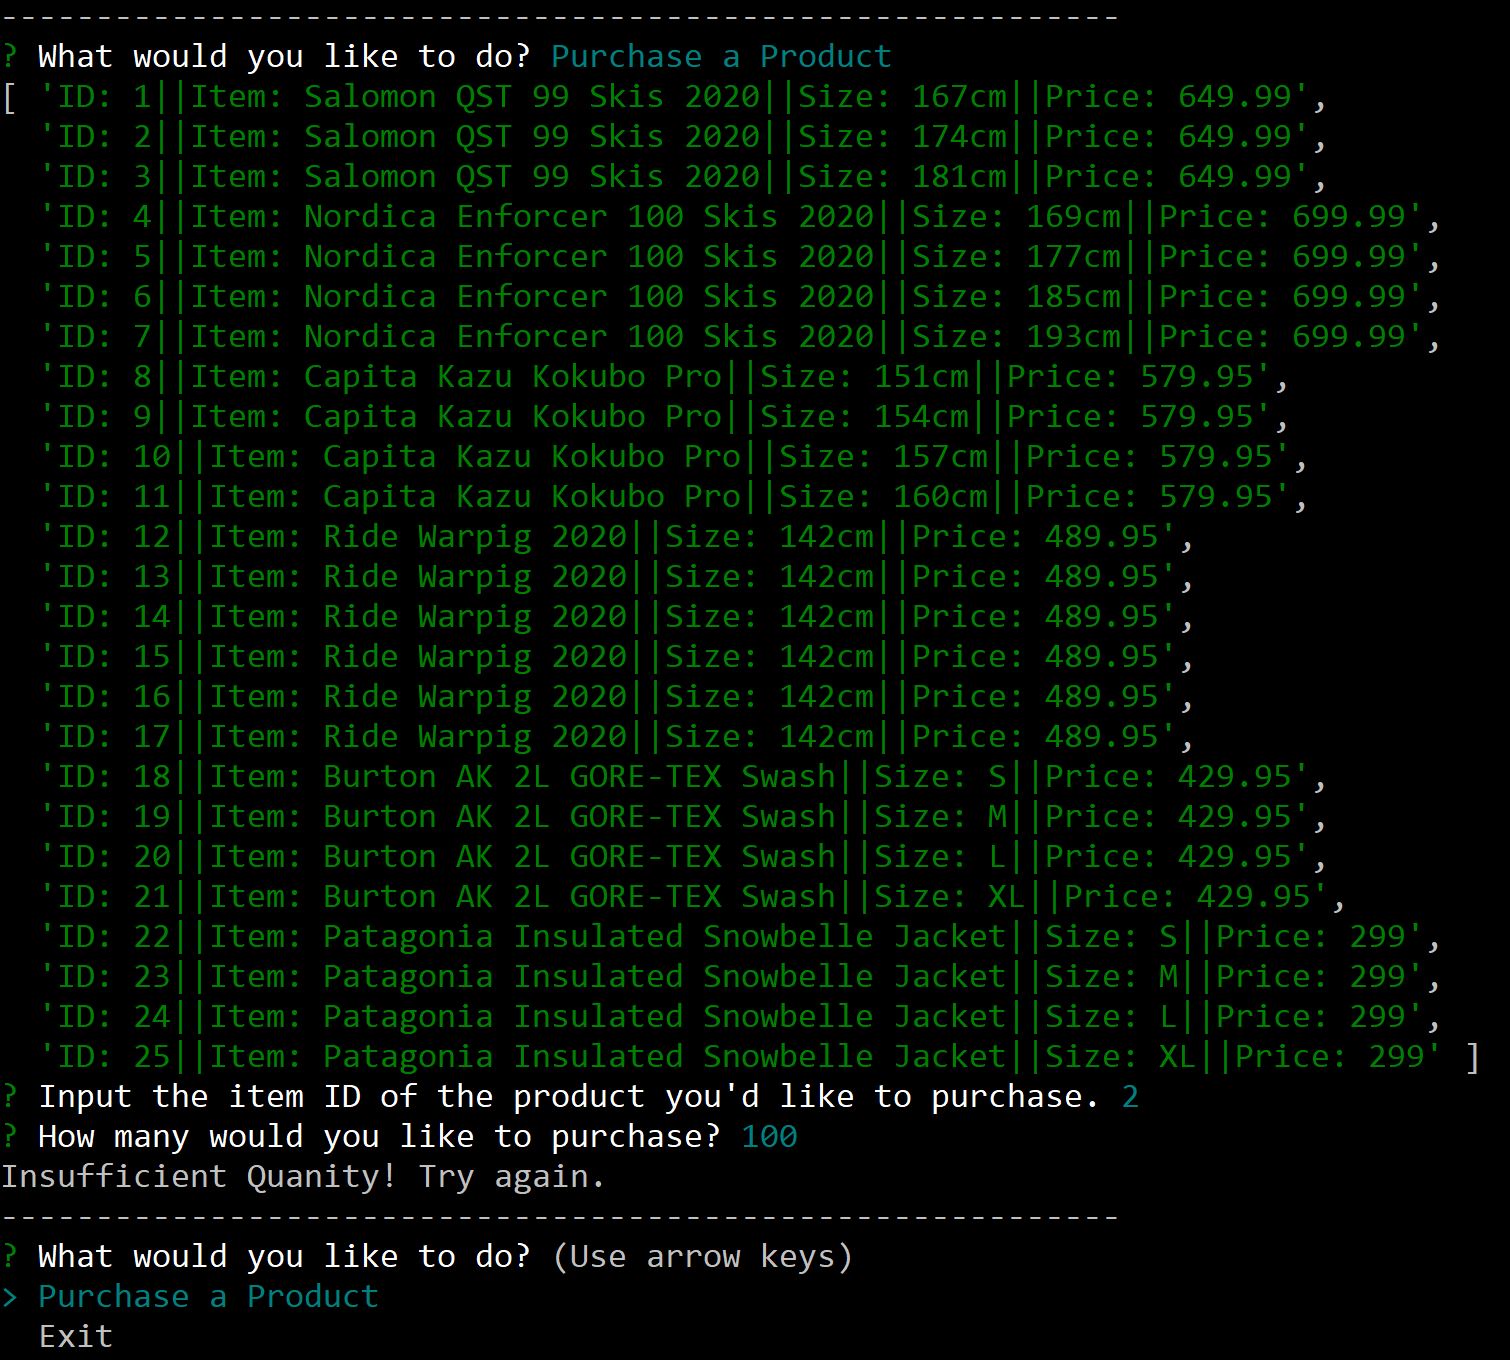 -----------------------------------------------------------
? What would you like to do? Purchase a Product
[ 'ID: 1||Item: Salomon QST 99 Skis 2020||Size: 167cm||Price: 649.99',
  'ID: 2||Item: Salomon QST 99 Skis 2020||Size: 174cm||Price: 649.99',
  'ID: 3||Item: Salomon QST 99 Skis 2020||Size: 181cm||Price: 649.99',
  'ID: 4||Item: Nordica Enforcer 100 Skis 2020||Size: 169cm||Price: 699.99',
  'ID: 5||Item: Nordica Enforcer 100 Skis 2020||Size: 177cm||Price: 699.99',
  'ID: 6||Item: Nordica Enforcer 100 Skis 2020||Size: 185cm||Price: 699.99',
  'ID: 7||Item: Nordica Enforcer 100 Skis 2020||Size: 193cm||Price: 699.99',
  'ID: 8||Item: Capita Kazu Kokubo Pro||Size: 151cm||Price: 579.95',
  'ID: 9||Item: Capita Kazu Kokubo Pro||Size: 154cm||Price: 579.95',
  'ID: 10||Item: Capita Kazu Kokubo Pro||Size: 157cm||Price: 579.95',
  'ID: 11||Item: Capita Kazu Kokubo Pro||Size: 160cm||Price: 579.95',
  'ID: 12||Item: Ride Warpig 2020||Size: 142cm||Price: 489.95',
  'ID: 13||Item: Ride Warpig 2020||Size: 142cm||Price: 489.95',
  'ID: 14||Item: Ride Warpig 2020||Size: 142cm||Price: 489.95',
  'ID: 15||Item: Ride Warpig 2020||Size: 142cm||Price: 489.95',
  'ID: 16||Item: Ride Warpig 2020||Size: 142cm||Price: 489.95',
  'ID: 17||Item: Ride Warpig 2020||Size: 142cm||Price: 489.95',
  'ID: 18||Item: Burton AK 2L GORE-TEX Swash||Size: S||Price: 429.95',
  'ID: 19||Item: Burton AK 2L GORE-TEX Swash||Size: M||Price: 429.95',
  'ID: 20||Item: Burton AK 2L GORE-TEX Swash||Size: L||Price: 429.95',
  'ID: 21||Item: Burton AK 2L GORE-TEX Swash||Size: XL||Price: 429.95',
  'ID: 22||Item: Patagonia Insulated Snowbelle Jacket||Size: S||Price: 299',
  'ID: 23||Item: Patagonia Insulated Snowbelle Jacket||Size: M||Price: 299',
  'ID: 24||Item: Patagonia Insulated Snowbelle Jacket||Size: L||Price: 299',
  'ID: 25||Item: Patagonia Insulated Snowbelle Jacket||Size: XL||Price: 299' ]
? Input the item ID of the product you'd like to purchase. 2
? How many would you like to purchase? 100
Insufficient Quanity! Try again.
-----------------------------------------------------------
? What would you like to do? (Use arrow keys)
> Purchase a Product
  Exit